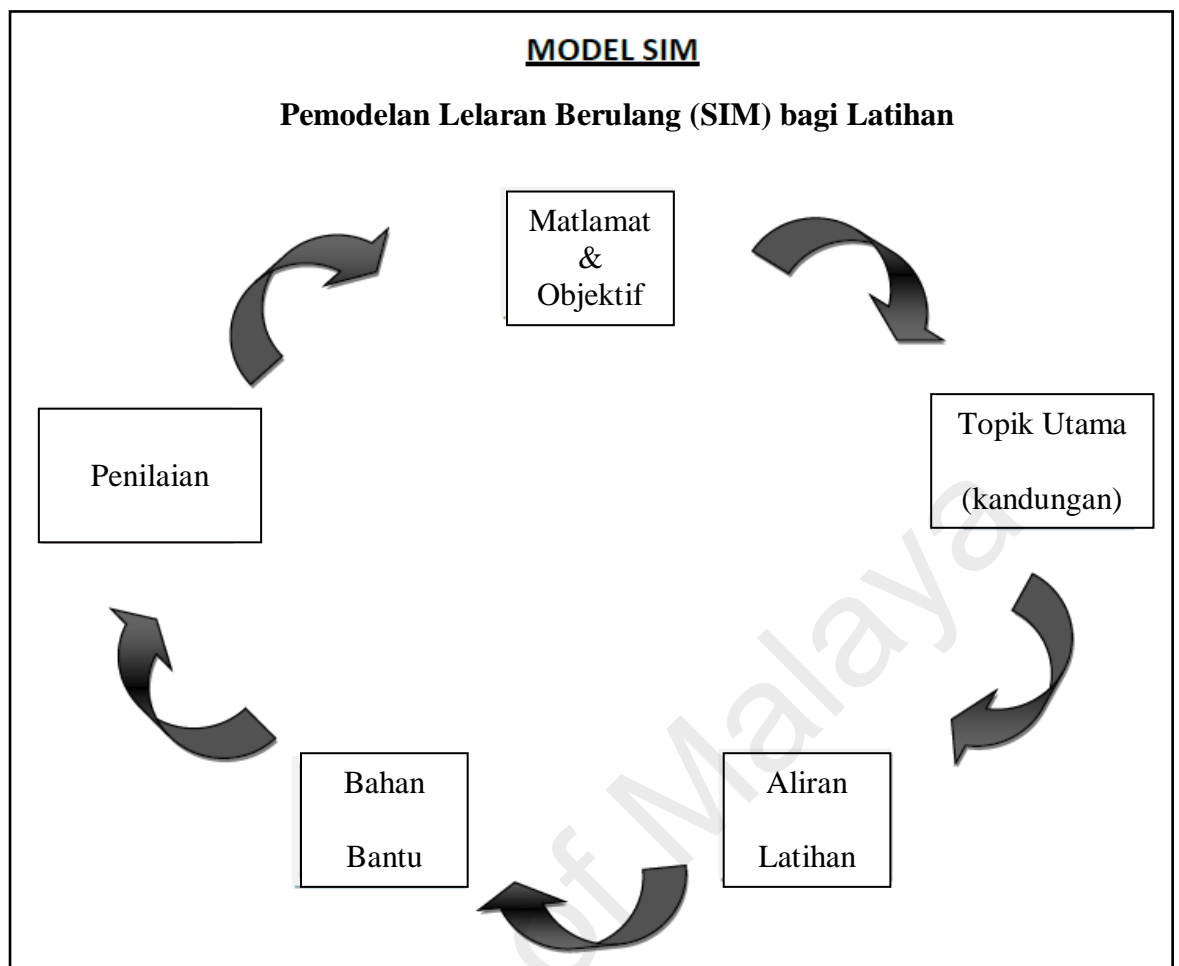 MODEL SIM
Pemodelan Lelaran Berulang (SIM) bagi Latihan
Matlamat
&
Objektif
Topik Utama
(kandungan)
Penilaian
Bahan
Bantu
Aliran
Latihan
of Malaya